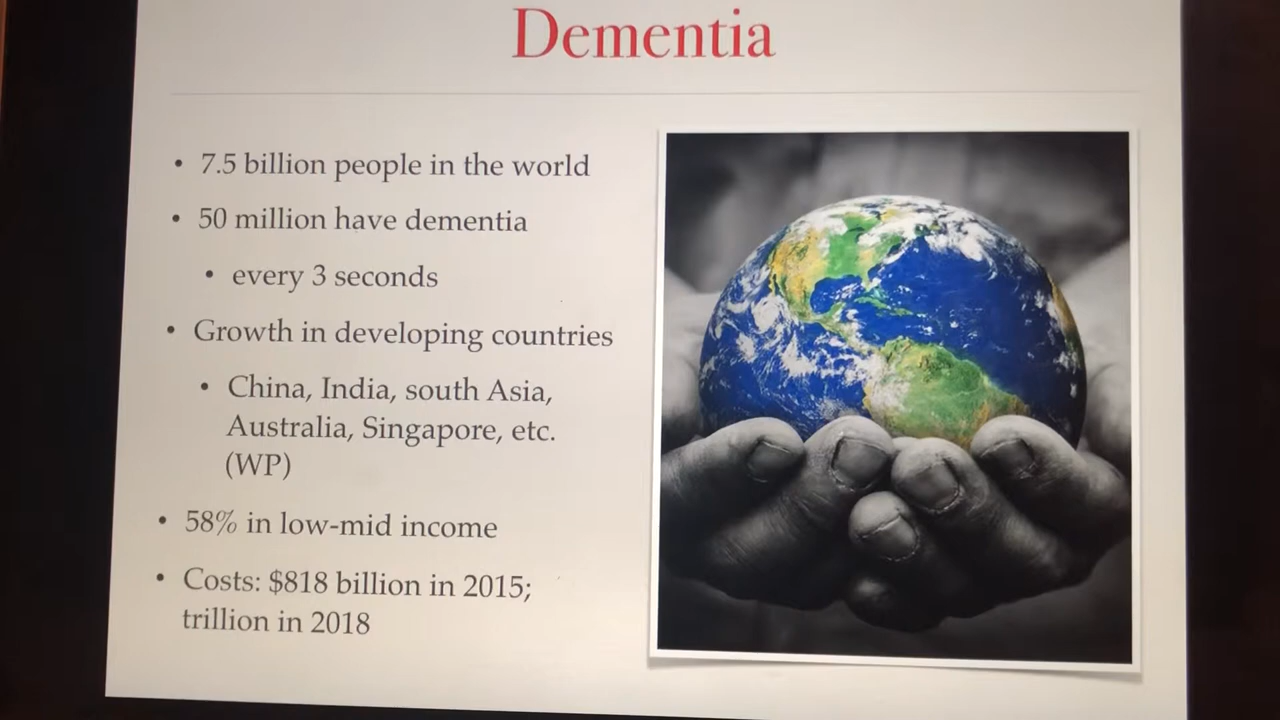 Dementia
• 7.5 billion people in the world
• 50 million have dementia
• every 3 seconds
• Growth in developing countries
• China, India, south Asia,
Australia, Singapore, etc.
(WP)
• 58% in low-mid income
• Costs: $818 billion in 2015;
trillion in 2018